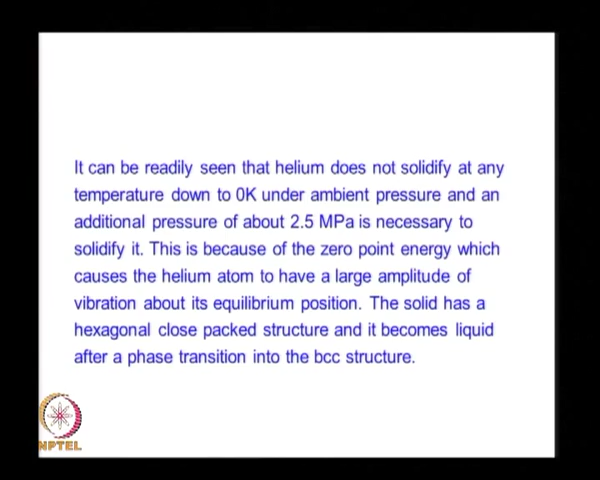 It can be readily seen that helium does not solidify at any
temperature down to 0K under ambient pressure and an
additional pressure of about 2.5 MPa is necessary to
solidify it. This is because of the zero point energy which
causes the helium atom to have a large amplitude of
vibration about its equilibrium position. The solid has a
hexagonal close packed structure and it becomes liquid
after a phase transition into the bcc structure.
NPTEL